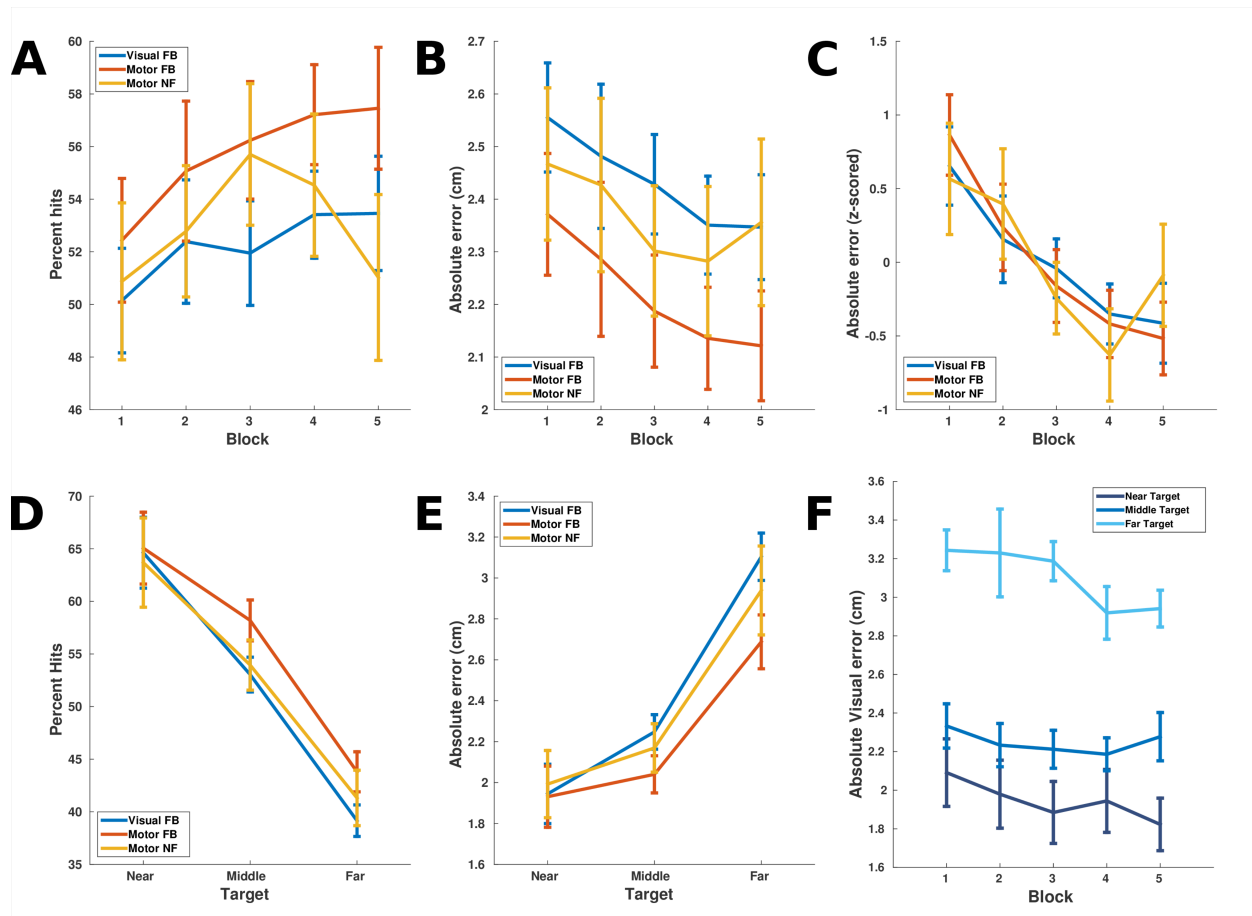 A
60
58
56
54
52
50
48
46
Percent hits
Visual FB
Motor FB
Motor NF
1 2 3 4 5
Block
B
2.7
2.6
2.5
2.4
2.3
2.2
2.1
2
Absolute error (cm)
Visual FB
Motor FB
Motor NF
1 2 3 4 5
Block
C
1.5
1
0.5
0
-0.5
-1
Absolute error (z-scored)
Visual FB
Motor FB
Motor NF
1 2 3 4 5
Block
D
70
65
60
55
50
45
40
35
Percent Hits
Visual FB
Motor FB
Motor NF
Near Middle Far
Target
E
3.4
3.2
3
2.8
2.6
2.4
2.2
2
1.8
1.6
Absolute error (cm)
Visual FB
Motor FB
Motor NF
Near Middle Far
Target
F
3.6
3.4
3.2
3
2.8
2.6
2.4
2.2
2
1.8
1.6
Absolute Visual error (cm)
Near Target
Middle Target
Far Target
1 2 3 4 5
Block